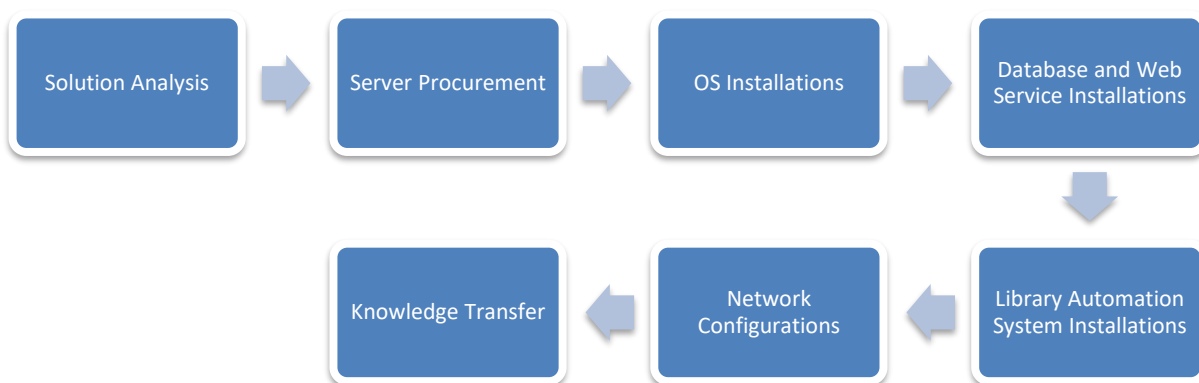 Solution Analysis
Server Procurement
OS Installations
Database and Web
Service Installations
Library Automation
System Installations
Network
Configurations
Knowledge Transfer